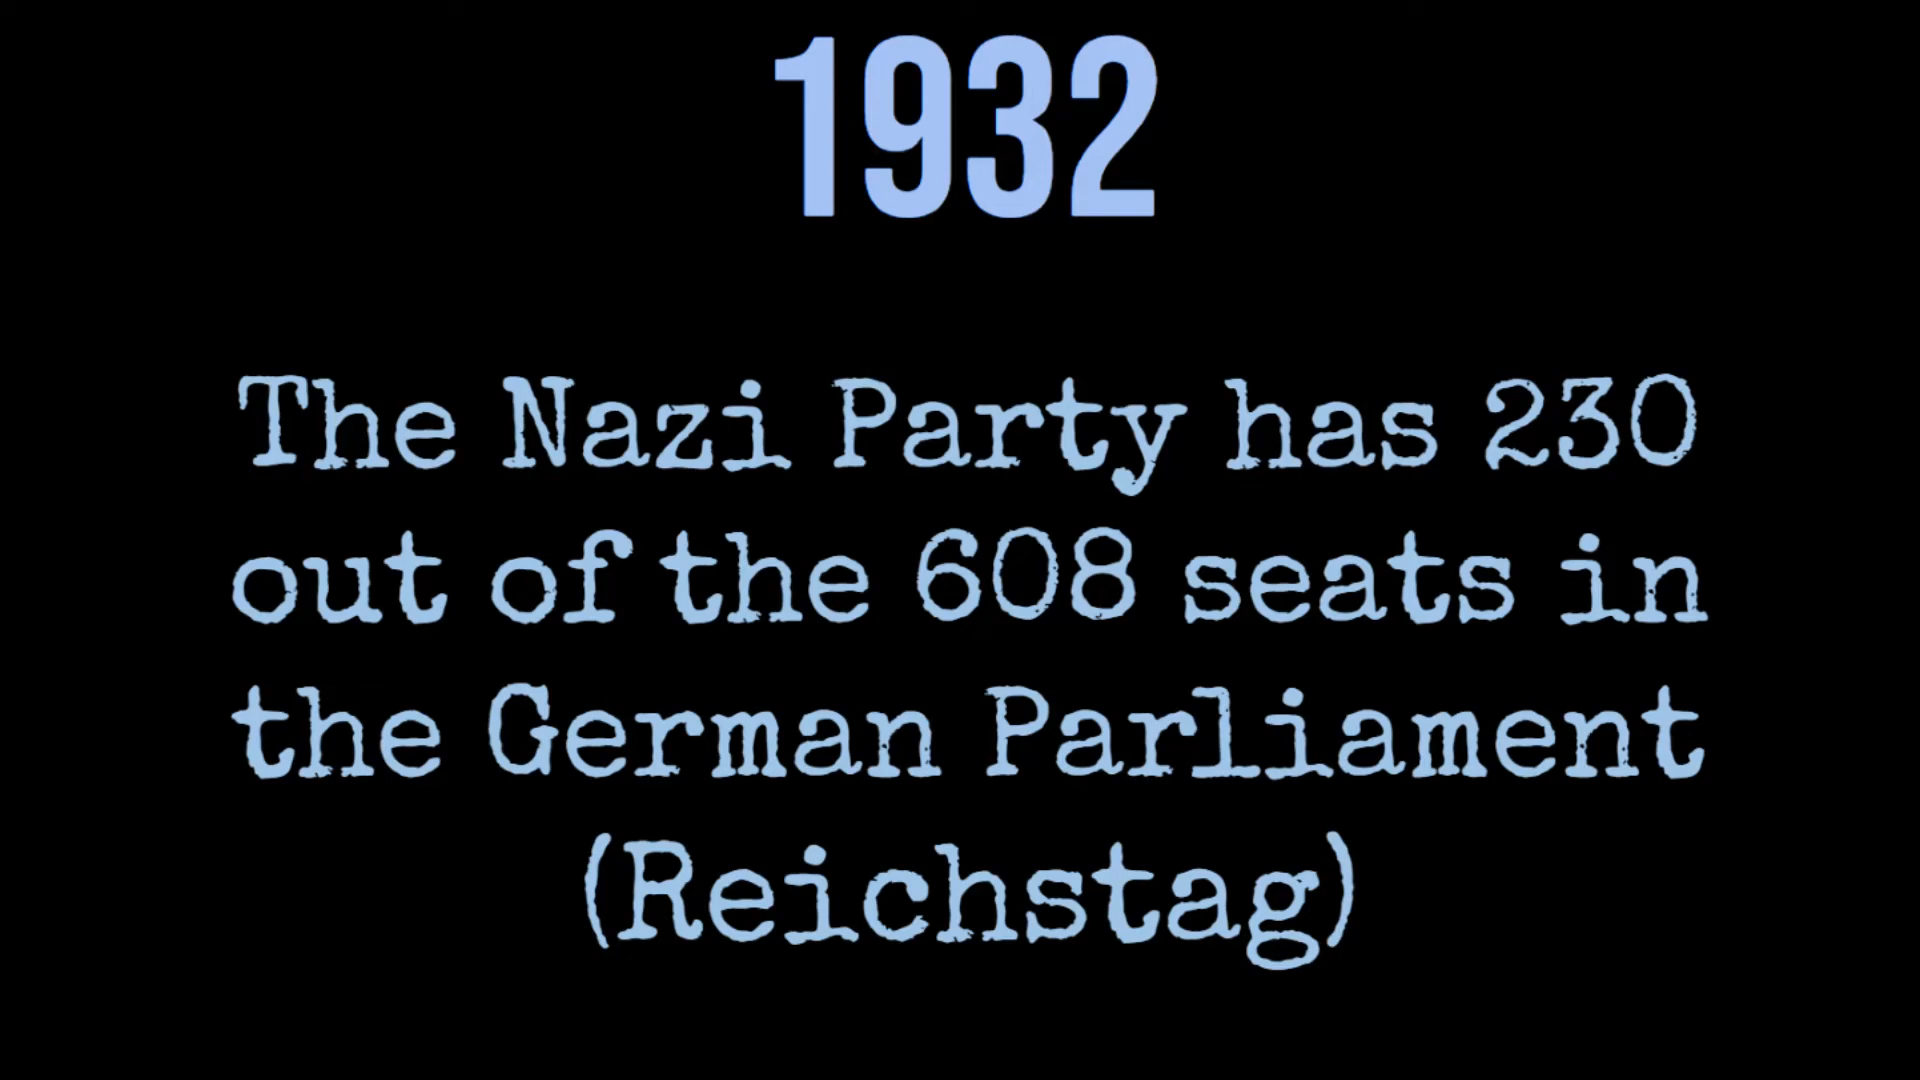 1932
The Nazi Party has 230
out of the 608 seats in
the German Parliament
(Reichstag)